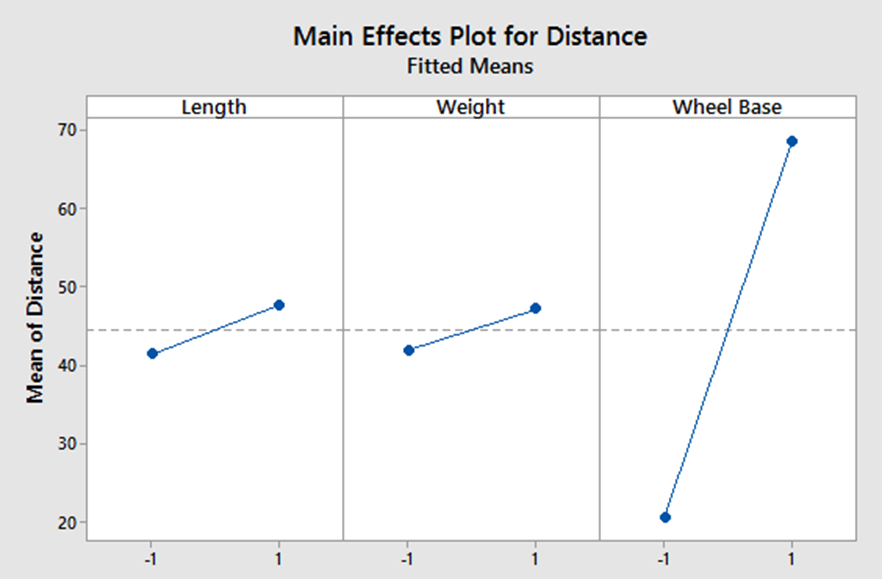 Main Effects Plot for Distance
Fitted Means
Length Weight Wheel Base
Mean of Distance
70
60
50
40
30
20
-1 1 -1 1 -1 1